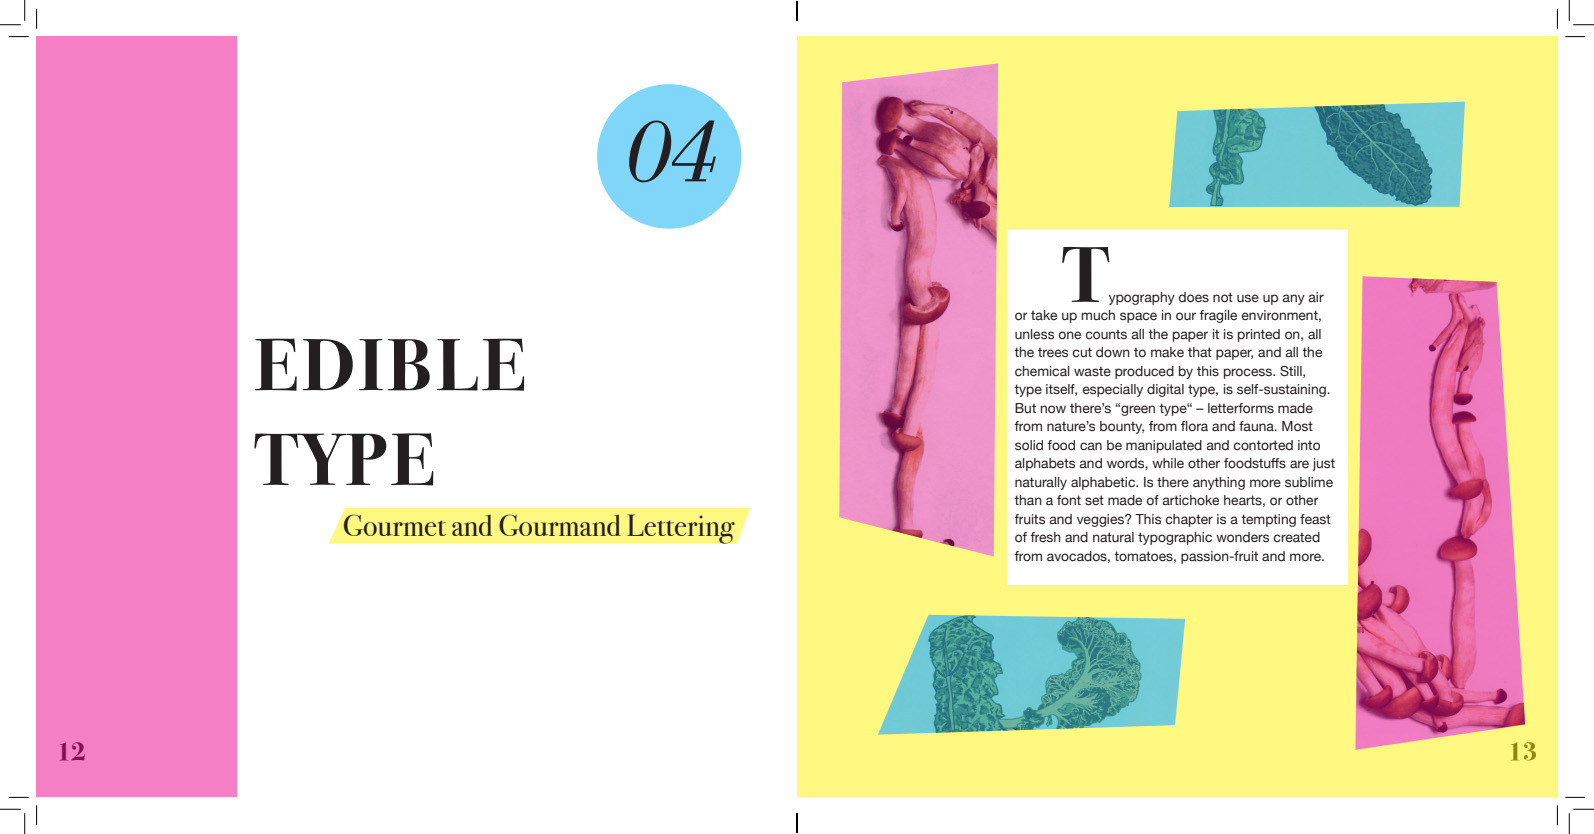 04
EDIBLE
TYPE
Gourmet and Gourmand Lettering
12
Typography does not use up any air
or take up much space in our fragile environment,
unless one counts all the paper it is printed on, all
the trees cut down to make that paper, and all the
chemical waste produced by this process. Still,
type itself, especially digital type, is self-sustaining.
But now there’s “green type“ – letterforms made
from nature’s bounty, from flora and fauna. Most
solid food can be manipulated and contorted into
alphabets and words, while other foodstuffs are just
naturally alphabetic. Is there anything more sublime
than a font set made of artichoke hearts, or other
fruits and veggies? This chapter is a tempting feast
of fresh and natural typographic wonders created
from avocados, tomatoes, passion-fruit and more.
13